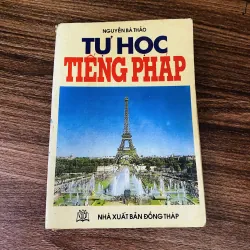 NGUYỄN BÁ THẢO
TỰ HỌC
TIẾNG PHÁP
NHÀ XUẤT BẢN ĐỒNG THÁP